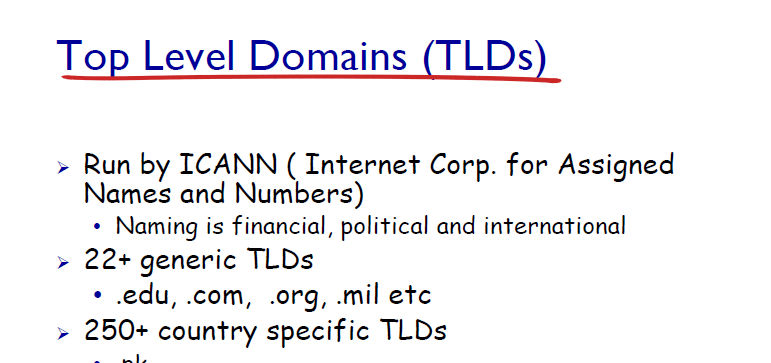 Top Level Domains (TLDs)
➢ Run by ICANN ( Internet Corp. for Assigned
Names and Numbers)
• Naming is financial, political and international
➢ 22+ generic TLDs
• .edu, .com, .org, .mil etc
➢ 250+ country specific TLDs